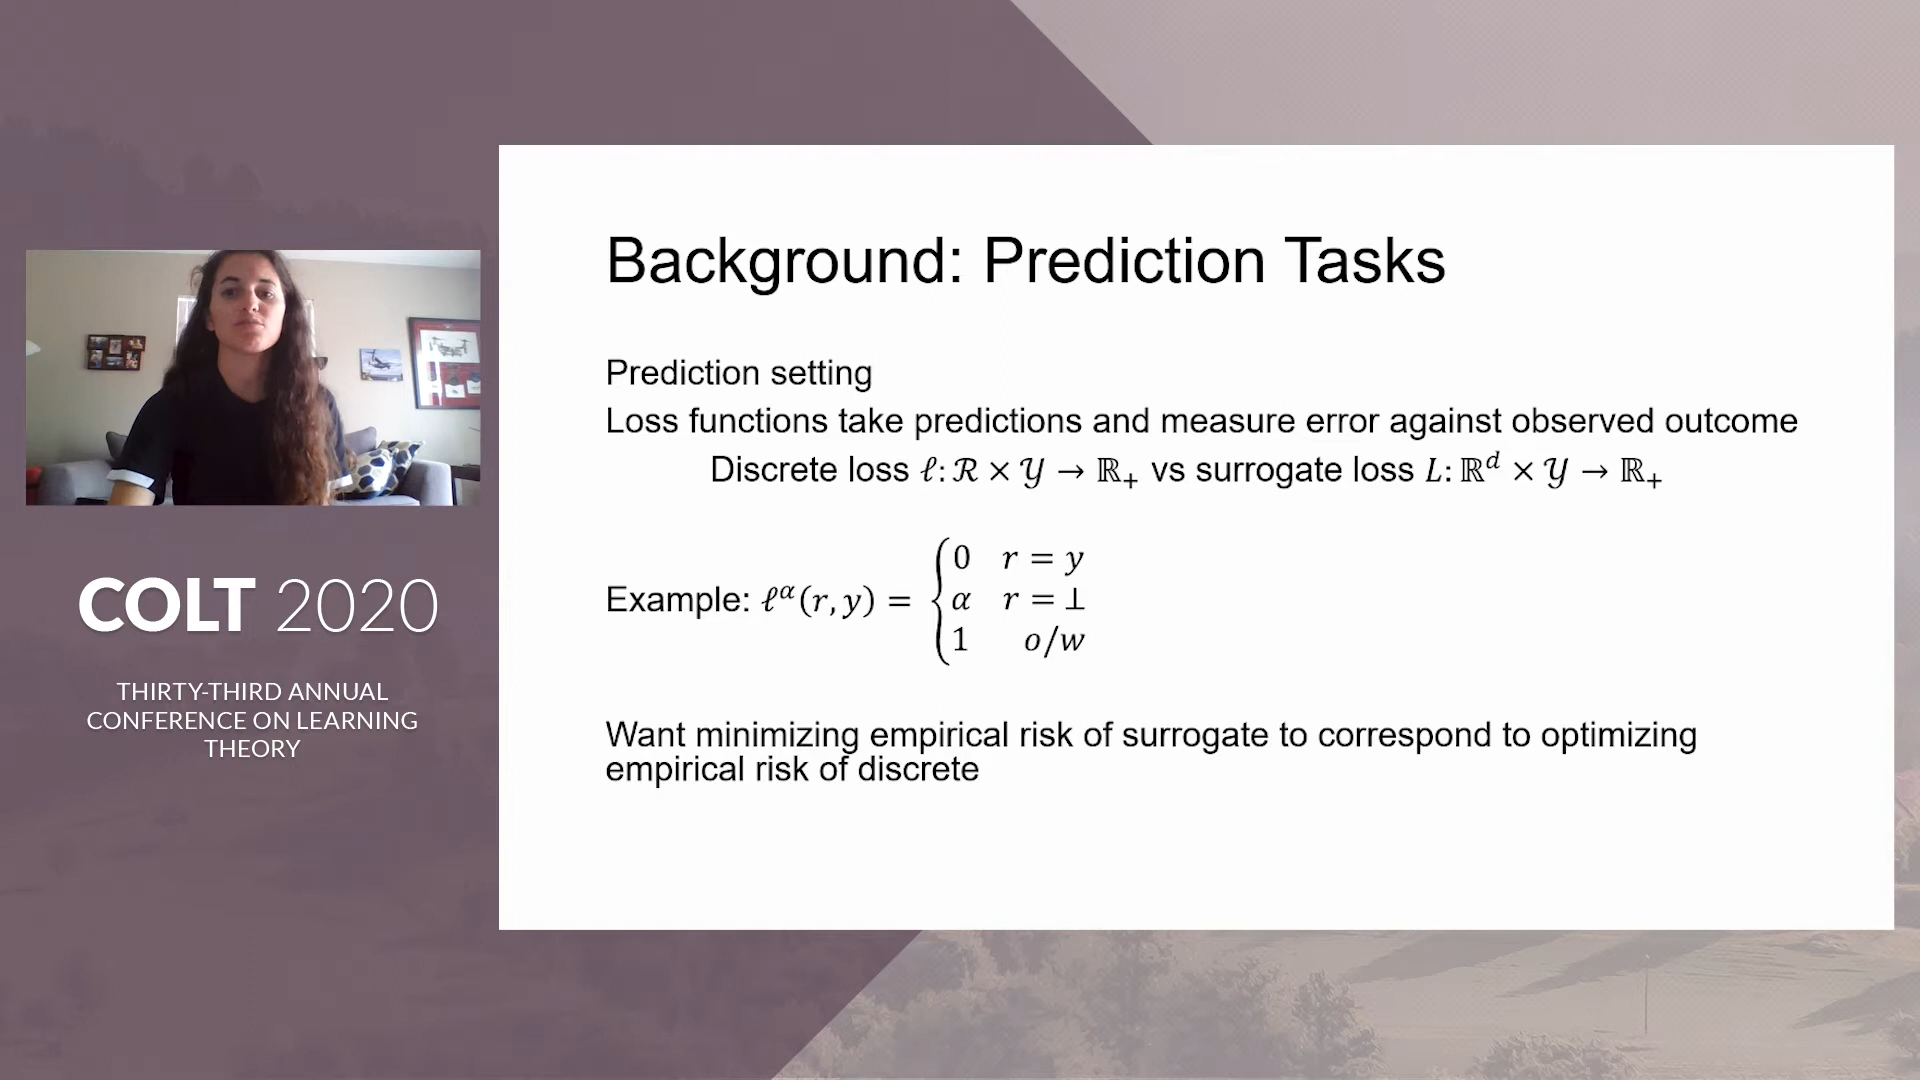 Background: Prediction Tasks
Prediction setting
Loss functions take predictions and measure error against observed outcome
Discrete loss ℓ: ℛ × 𝒴 → ℝ₊ vs surrogate loss L: ℝᵈ × 𝒴 → ℝ₊
Example: ℓᵅ(r, y) = { 0 r = y
α r = ⊥
1 o/w
Want minimizing empirical risk of surrogate to correspond to optimizing
empirical risk of discrete
COLT 2020
THIRTY-THIRD ANNUAL
CONFERENCE ON LEARNING
THEORY